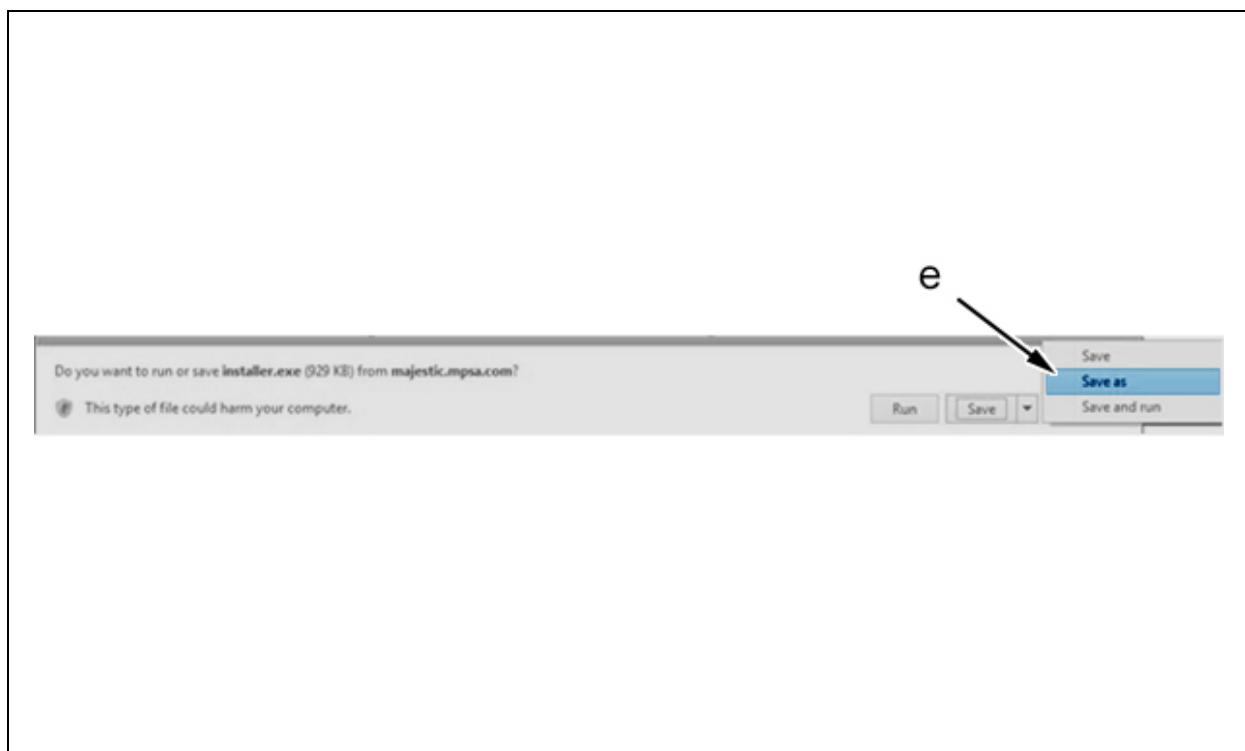 e
Do you want to run or save installer.exe (929 KB) from majestic.mpsa.com?
This type of file could harm your computer.
Run
Save
Save
Save as
Save and run